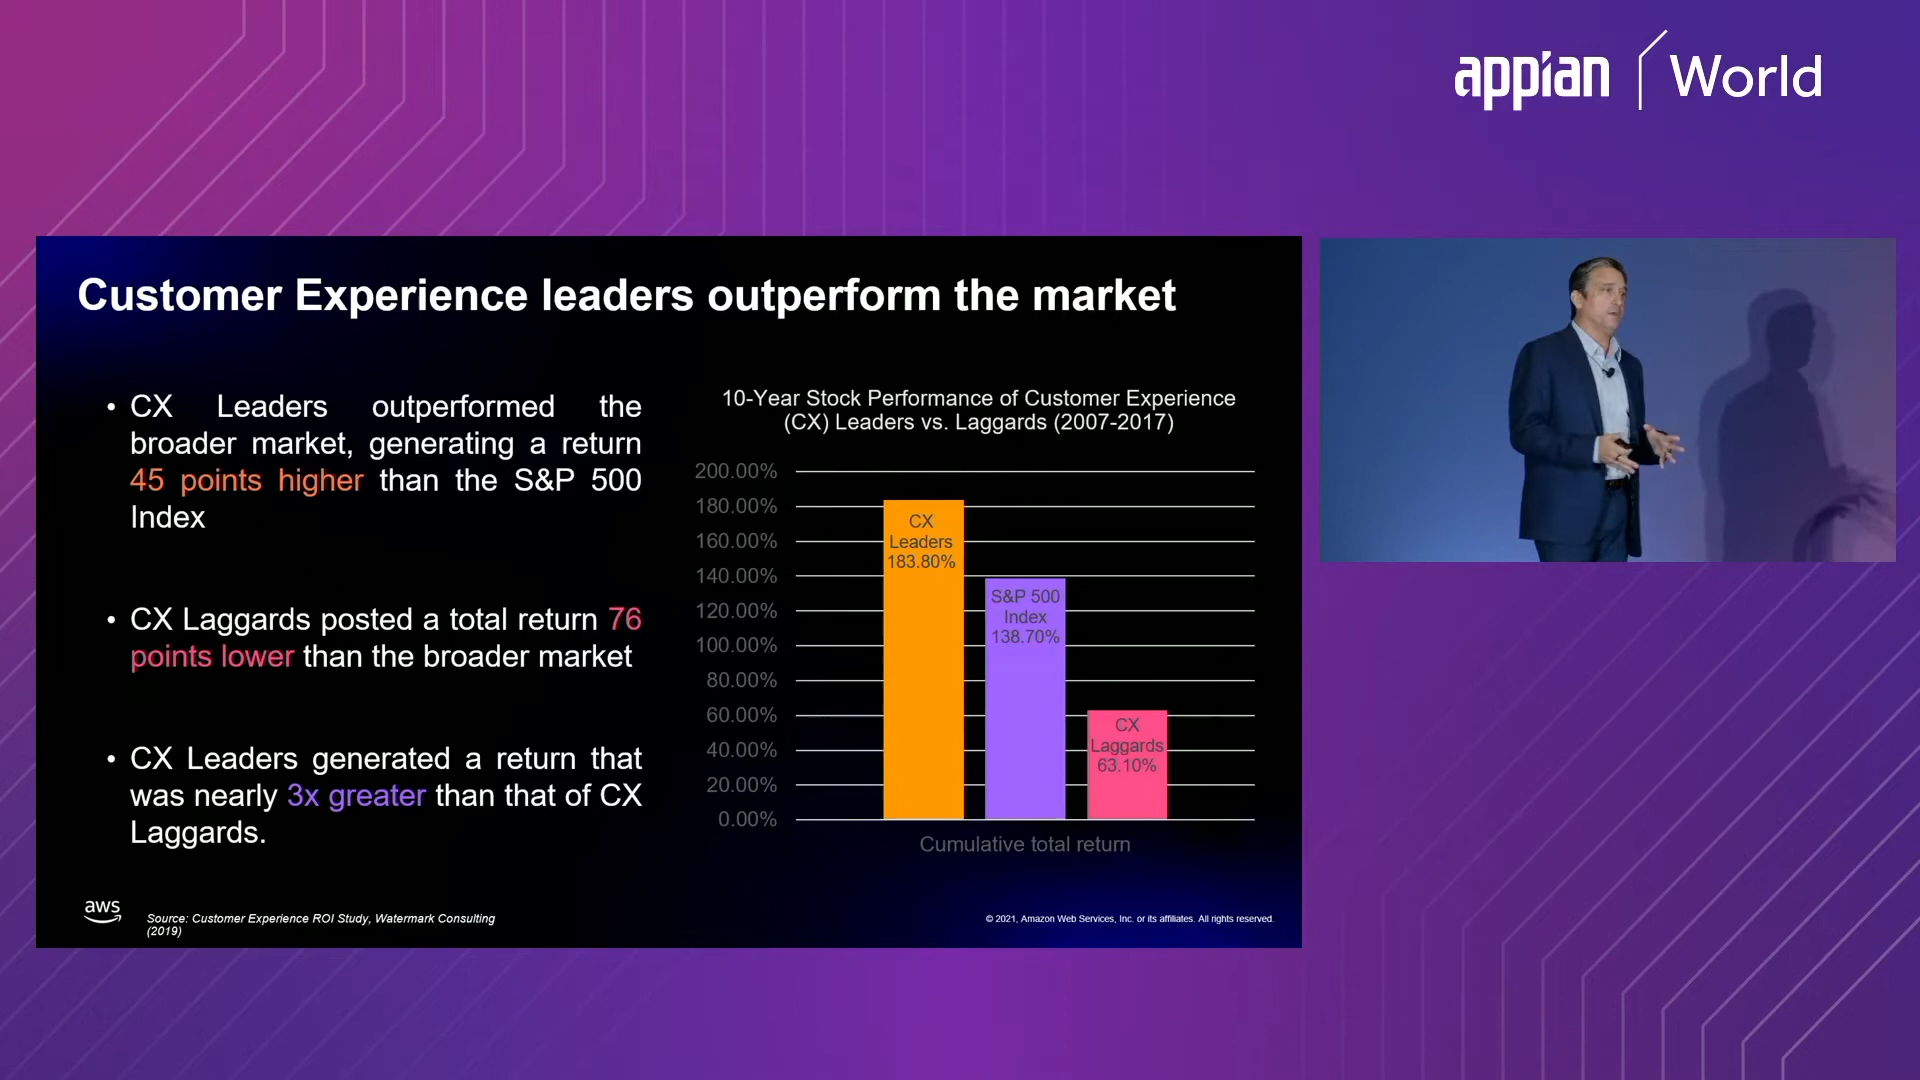 appian World
Customer Experience leaders outperform the market
• CX Leaders outperformed the
broader market, generating a return
45 points higher than the S&P 500
Index
• CX Laggards posted a total return 76
points lower than the broader market
• CX Leaders generated a return that
was nearly 3x greater than that of CX
Laggards.
10-Year Stock Performance of Customer Experience
(CX) Leaders vs. Laggards (2007-2017)
200.00%
180.00%
160.00%
140.00%
120.00%
100.00%
80.00%
60.00%
40.00%
20.00%
0.00%
CX
Leaders
183.80%
S&P 500
Index
138.70%
CX
Laggards
63.10%
Cumulative total return
aws
Source: Customer Experience ROI Study, Watermark Consulting
(2019)
© 2021, Amazon Web Services, Inc. or its affiliates. All rights reserved.